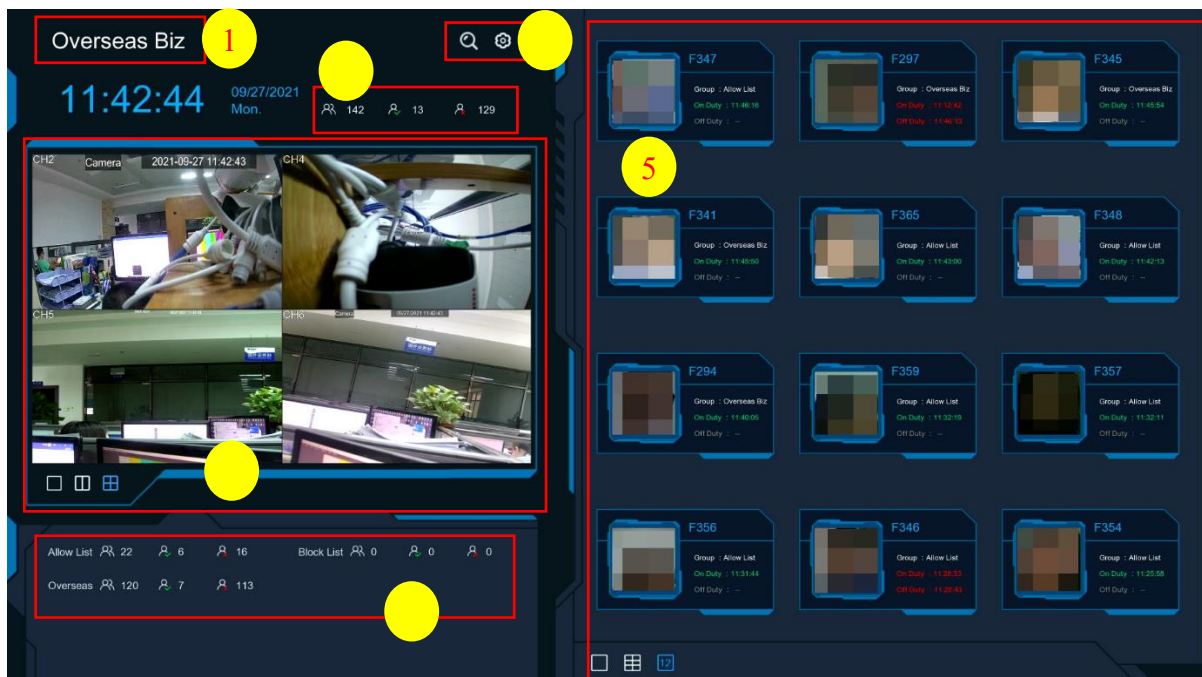 Overseas Biz
1
11:42:44
09/27/2021
Mon.
142 13 129
CH2
Camera
2021-09-27 11:42:43
CH4
CH5
CH6
Camera
09/27/2021 11:42:43
Allow List 22 6 16
Block List 0 0 0
Overseas 120 7 113
F347
Group : Allow List
On Duty : 11:46:16
Off Duty : --
F297
Group : Overseas Biz
On Duty : 11:12:42
Off Duty : 11:46:13
F345
Group : Allow List
On Duty : 11:45:54
Off Duty : --
5
F341
Group : Overseas Biz
On Duty : 11:45:50
Off Duty : --
F365
Group : Allow List
On Duty : 11:43:00
Off Duty : --
F348
Group : Allow List
On Duty : 11:42:13
Off Duty : --
F294
Group : Overseas Biz
On Duty : 11:40:05
Off Duty : --
F359
Group : Allow List
On Duty : 11:32:19
Off Duty : --
F357
Group : Allow List
On Duty : 11:32:11
Off Duty : --
F356
Group : Allow List
On Duty : 11:31:44
Off Duty : --
F346
Group : Allow List
On Duty : 11:28:33
Off Duty : 11:28:43
F354
Group : Allow List
On Duty : 11:25:58
Off Duty : --
12